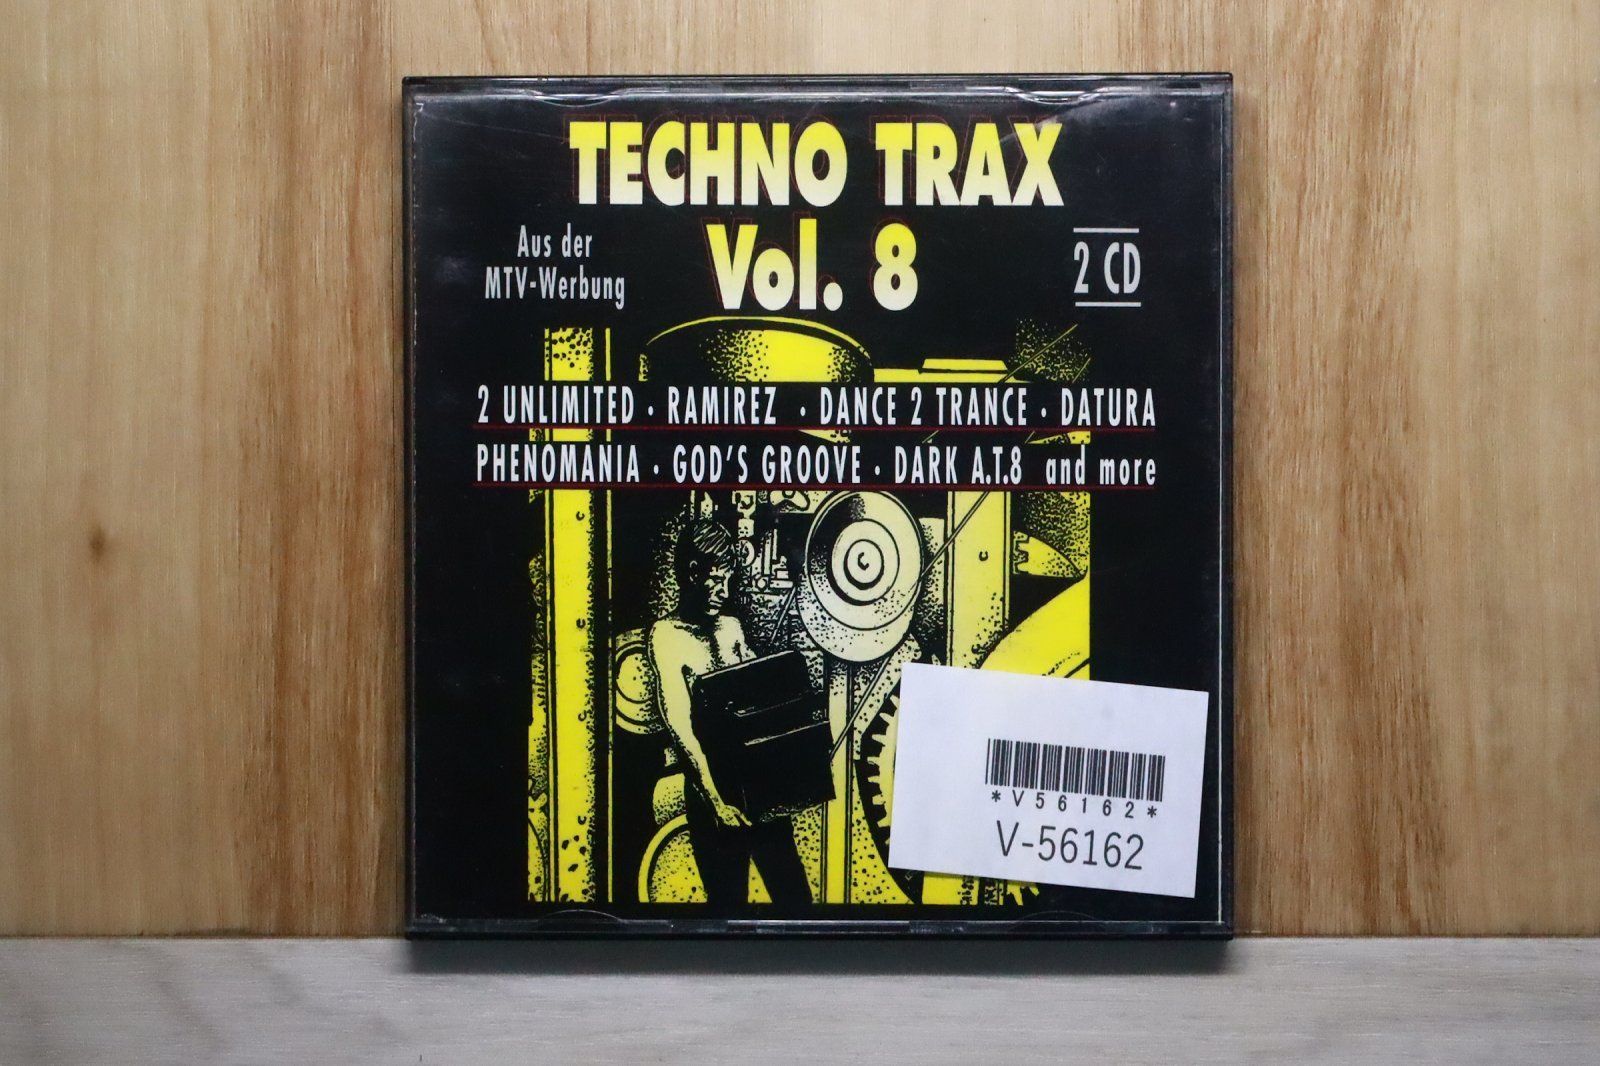 TECHNO TRAX
Vol. 8
Aus der
MTV-Werbung
2 CD
2 UNLIMITED · RAMIREZ · DANCE 2 TRANCE · DATURA
PHENOMANIA · GOD'S GROOVE · DARK A.T.8 and more
*V56162*
V-56162